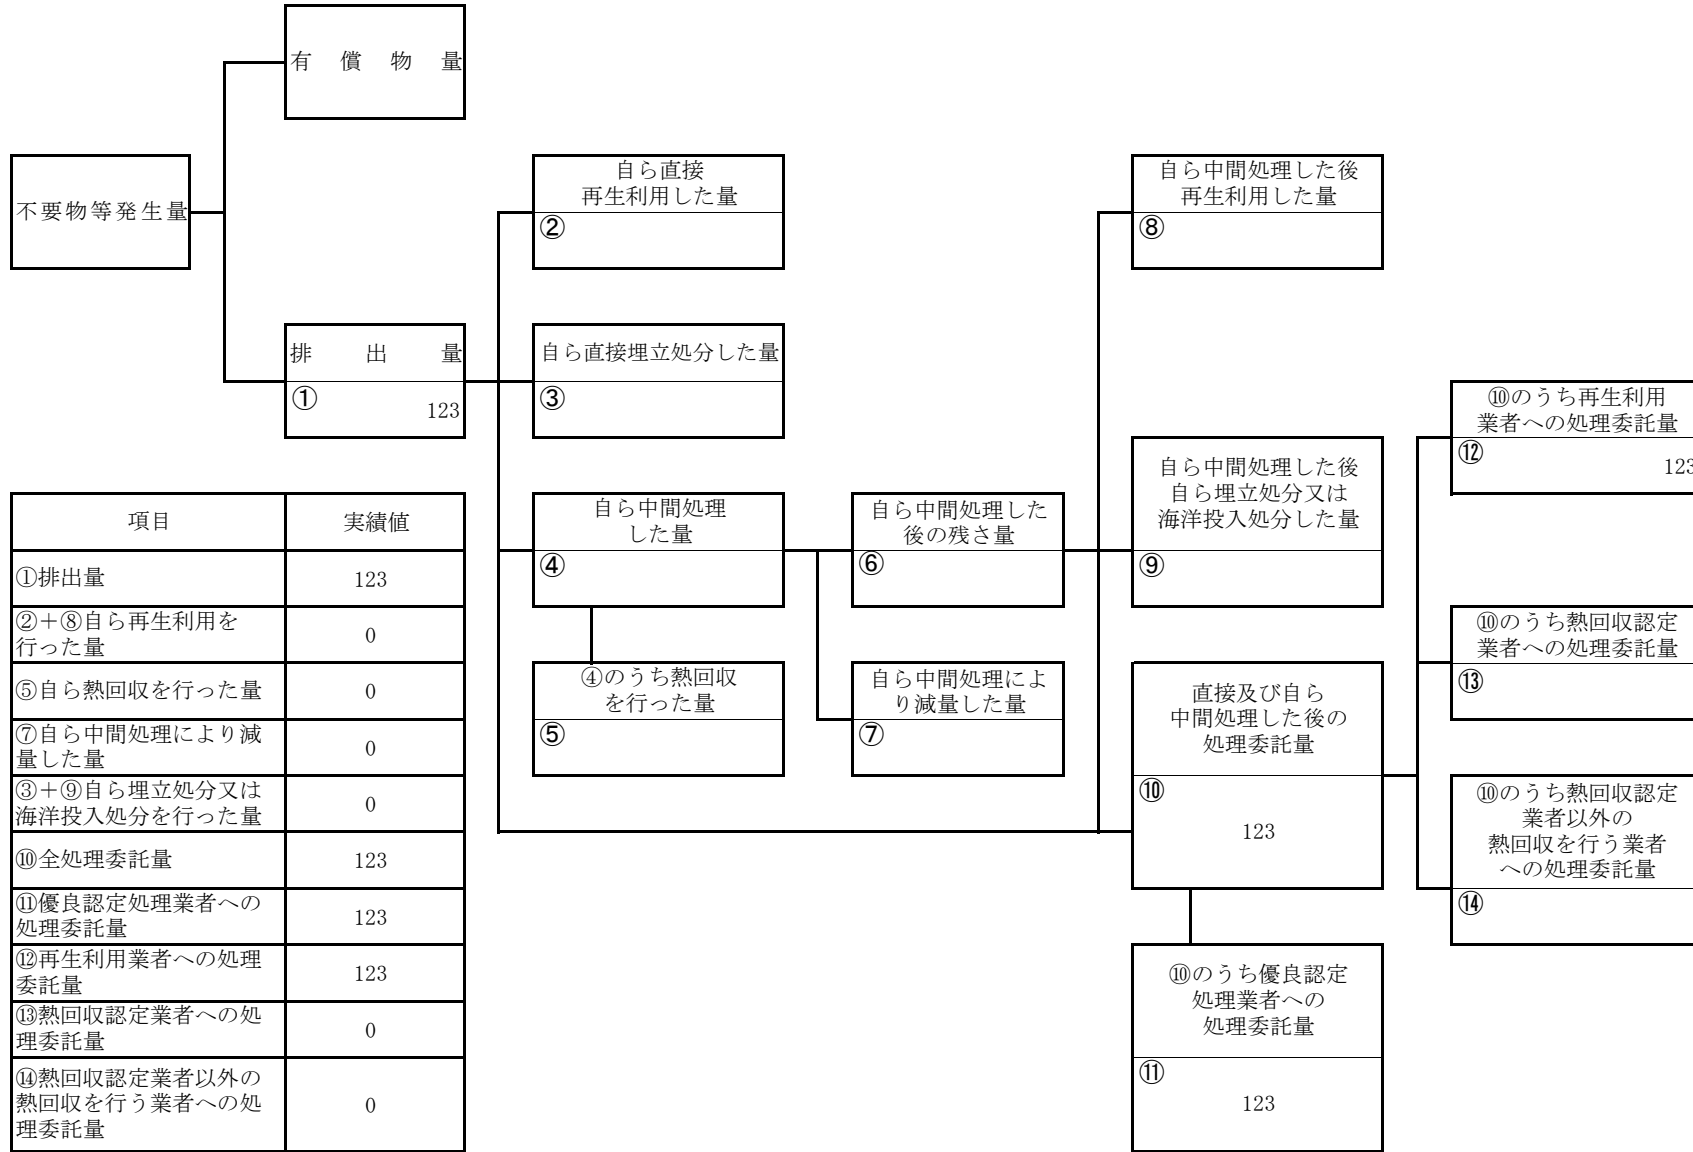 有償物量
不要物等発生量
排出量
①
123
自ら直接
再生利用した量
②
自ら直接埋立処分した量
③
自ら中間処理
した量
④
④のうち熱回収
を行った量
⑤
自ら中間処理した
後の残さ量
⑥
自ら中間処理によ
り減量した量
⑦
自ら中間処理した後
再生利用した量
⑧
自ら中間処理した後
自ら埋立処分又は
海洋投入処分した量
⑨
直接及び自ら
中間処理した後の
処理委託量
⑩
123
⑩のうち優良認定
処理業者への
処理委託量
⑪
123
⑩のうち再生利用
業者への処理委託量
⑫
123
⑩のうち熱回収認定
業者への処理委託量
⑬
⑩のうち熱回収認定
業者以外の
熱回収を行う業者
への処理委託量
⑭
項目 実績値
①排出量 123
②＋⑧自ら再生利用を
行った量 0
⑤自ら熱回収を行った量 0
⑦自ら中間処理により減
量した量 0
③＋⑨自ら埋立処分又は
海洋投入処分を行った量 0
⑩全処理委託量 123
⑪優良認定処理業者への
処理委託量 123
⑫再生利用業者への処理
委託量 123
⑬熱回収認定業者への処
理委託量 0
⑭熱回収認定業者以外の
熱回収を行う業者への処
理委託量 0